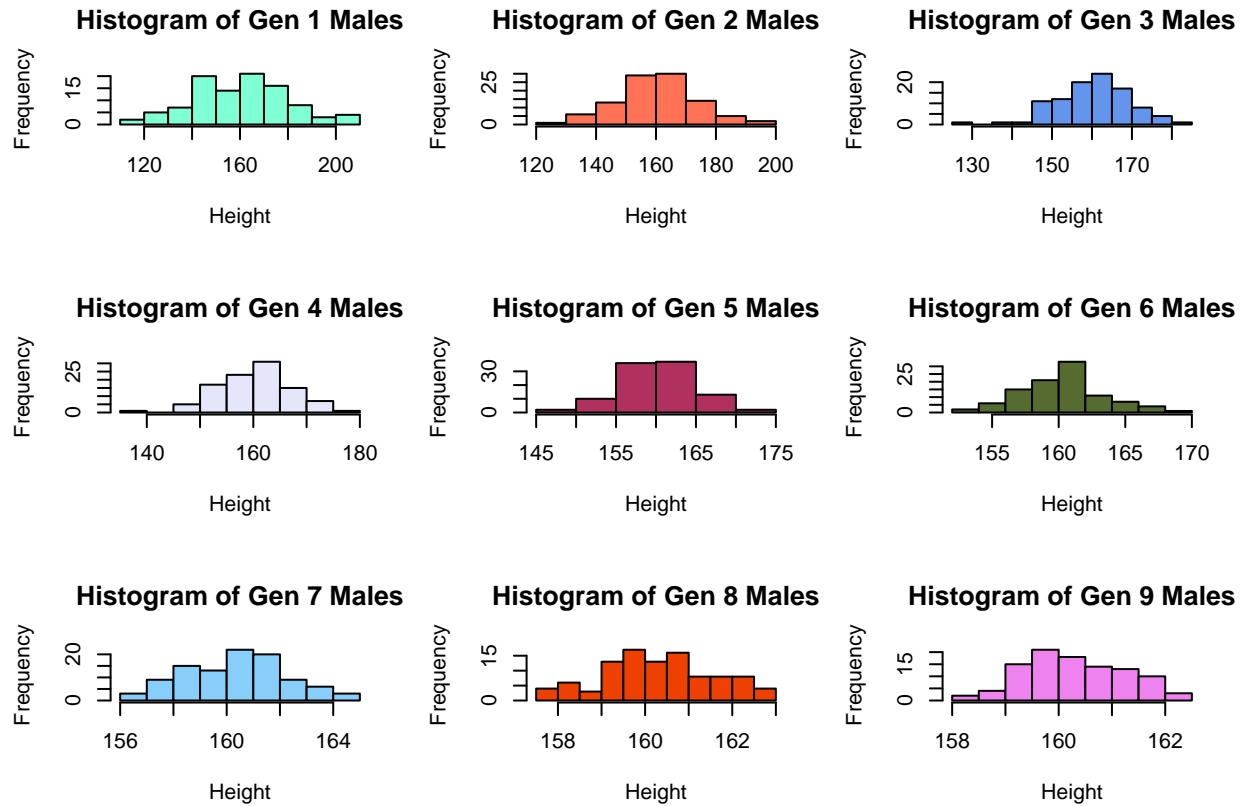 Histogram of Gen 1 Males
Frequency
0 15
120 160 200
Height
Histogram of Gen 2 Males
Frequency
0 25
120 140 160 180 200
Height
Histogram of Gen 3 Males
Frequency
0 20
130 150 170
Height
Histogram of Gen 4 Males
Frequency
0 25
140 160 180
Height
Histogram of Gen 5 Males
Frequency
0 30
145 155 165 175
Height
Histogram of Gen 6 Males
Frequency
0 25
155 160 165 170
Height
Histogram of Gen 7 Males
Frequency
0 20
156 160 164
Height
Histogram of Gen 8 Males
Frequency
0 15
158 160 162
Height
Histogram of Gen 9 Males
Frequency
0 15
158 160 162
Height